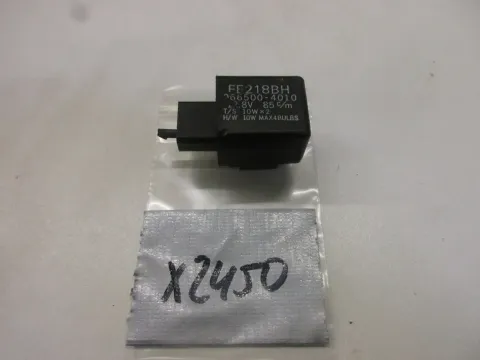 FE218BH
066500-4010
12.8V 85c/m
T/S 10W×2
H/W 10W MAX4BULBS
X2450